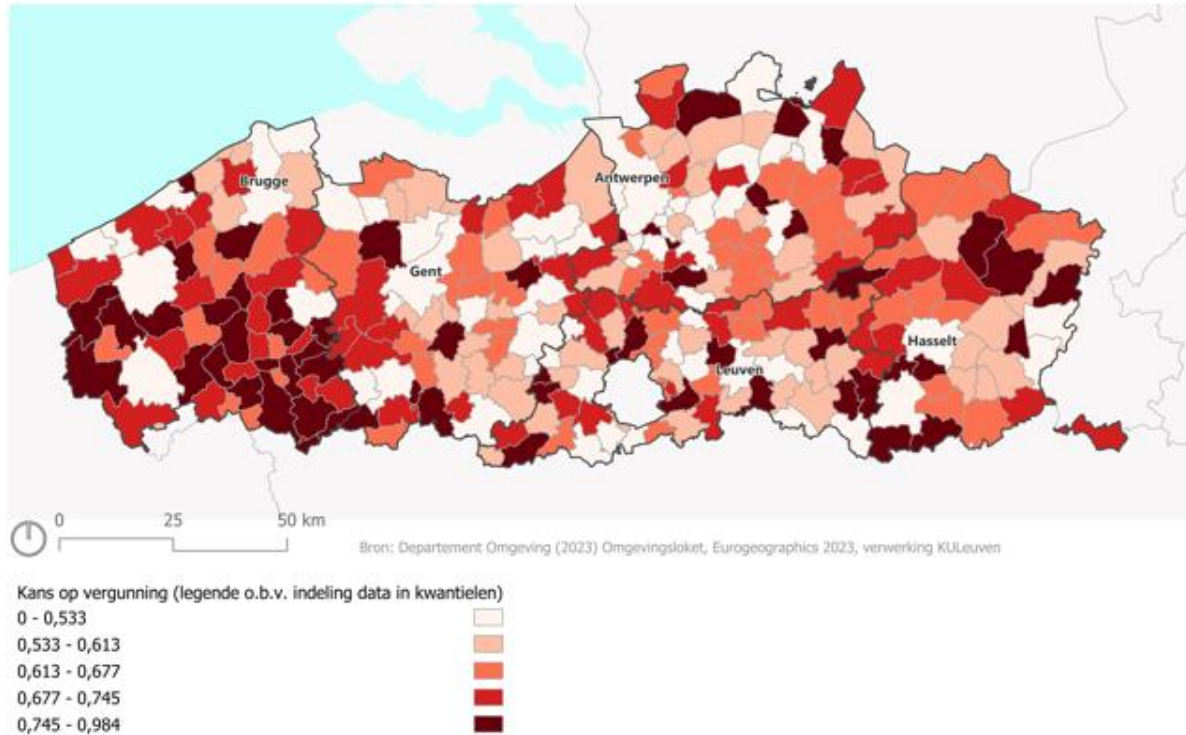 Brugge
Antwerpen
Gent
Hasselt
Leuven
0 25 50 km
Bron: Departement Omgeving (2023) Omgevingsloket, Eurogeographics 2023, verwerking KULeuven
Kans op vergunning (legende o.b.v. indeling data in kwantielen)
0 - 0,533
0,533 - 0,613
0,613 - 0,677
0,677 - 0,745
0,745 - 0,984